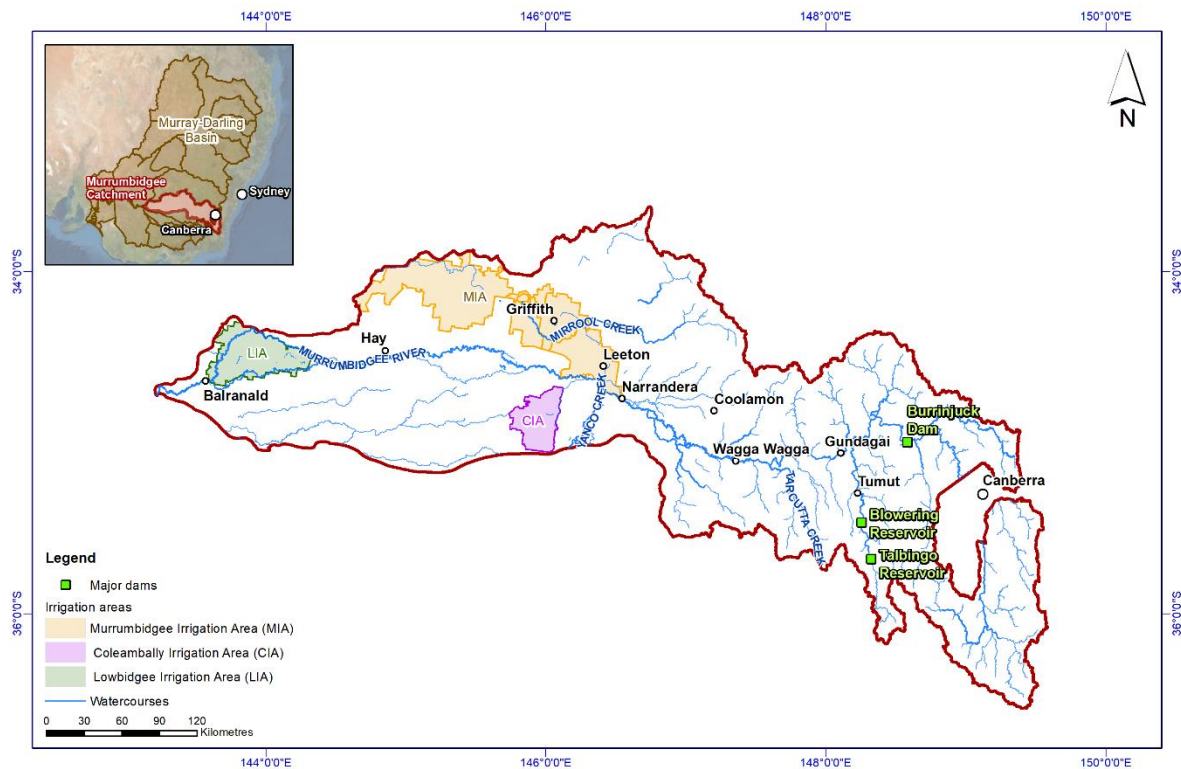 144°0'0"E
146°0'0"E
148°0'0"E
150°0'0"E
Murray-Darling
Basin
Murrumbidgee
Catchment
Sydney
Canberra
N
34°0'0"S
34°0'0"S
MIA
Griffith
MIRROOL CREEK
Hay
LIA
MURRUMBIDGEE RIVER
Leeton
Balranald
Narrandera
YANCO CREEK
CIA
Coolamon
Burrinjuck
Dam
Wagga Wagga
Gundagai
TARCUTTA CREEK
Tumut
Canberra
Blowering
Reservoir
Talbingo
Reservoir
36°0'0"S
36°0'0"S
Legend
Major dams
Irrigation areas
Murrumbidgee Irrigation Area (MIA)
Coleambally Irrigation Area (CIA)
Lowbidgee Irrigation Area (LIA)
Watercourses
0 30 60 90 120
Kilometres
144°0'0"E
146°0'0"E
148°0'0"E
150°0'0"E